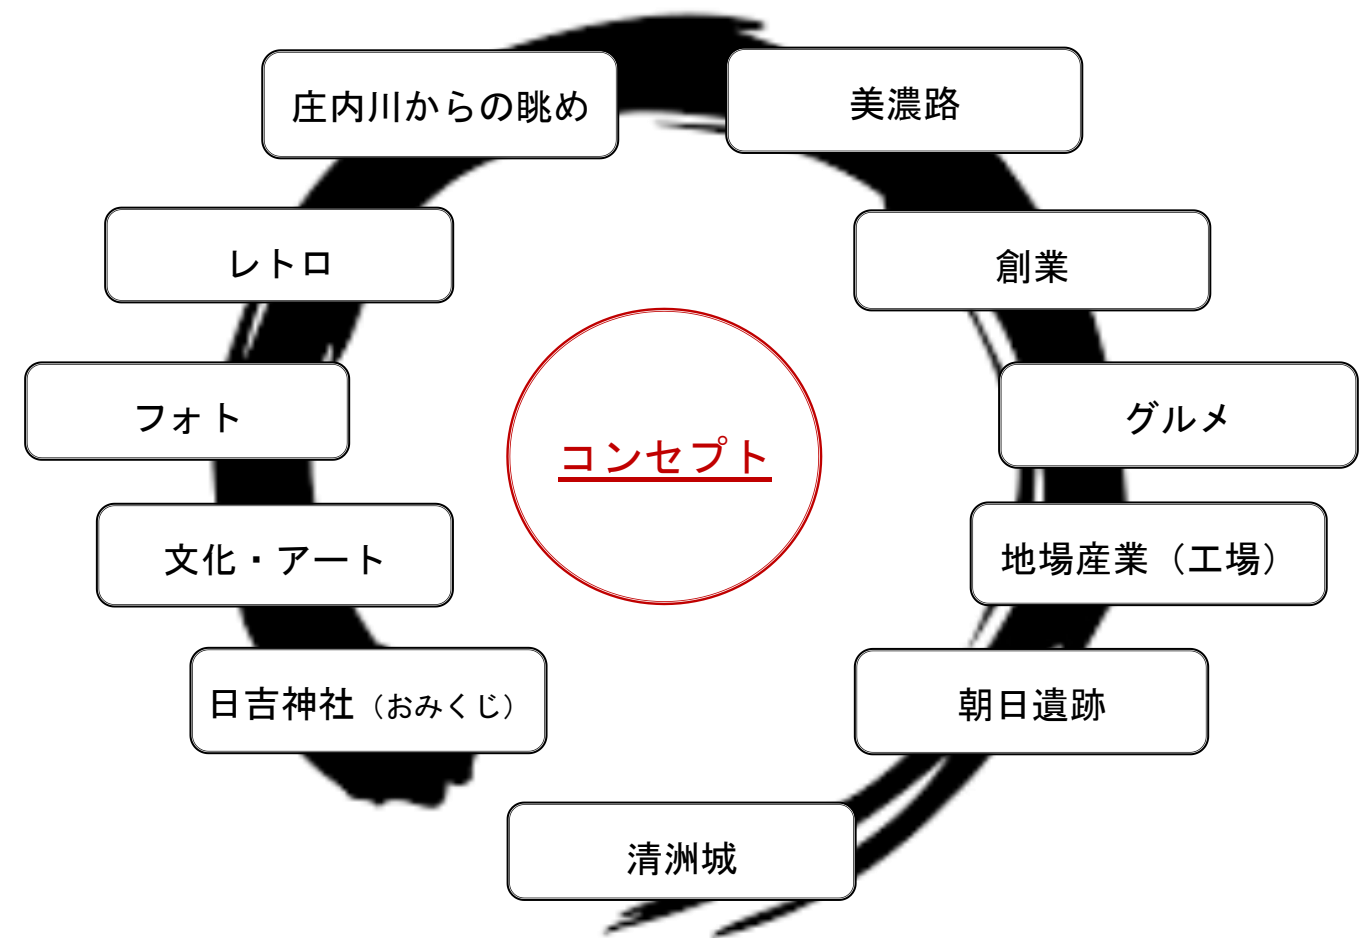 庄内川からの眺め
美濃路
レトロ
創業
フォト
グルメ
コンセプト
文化・アート
地場産業（工場）
日吉神社（おみくじ）
朝日遺跡
清洲城